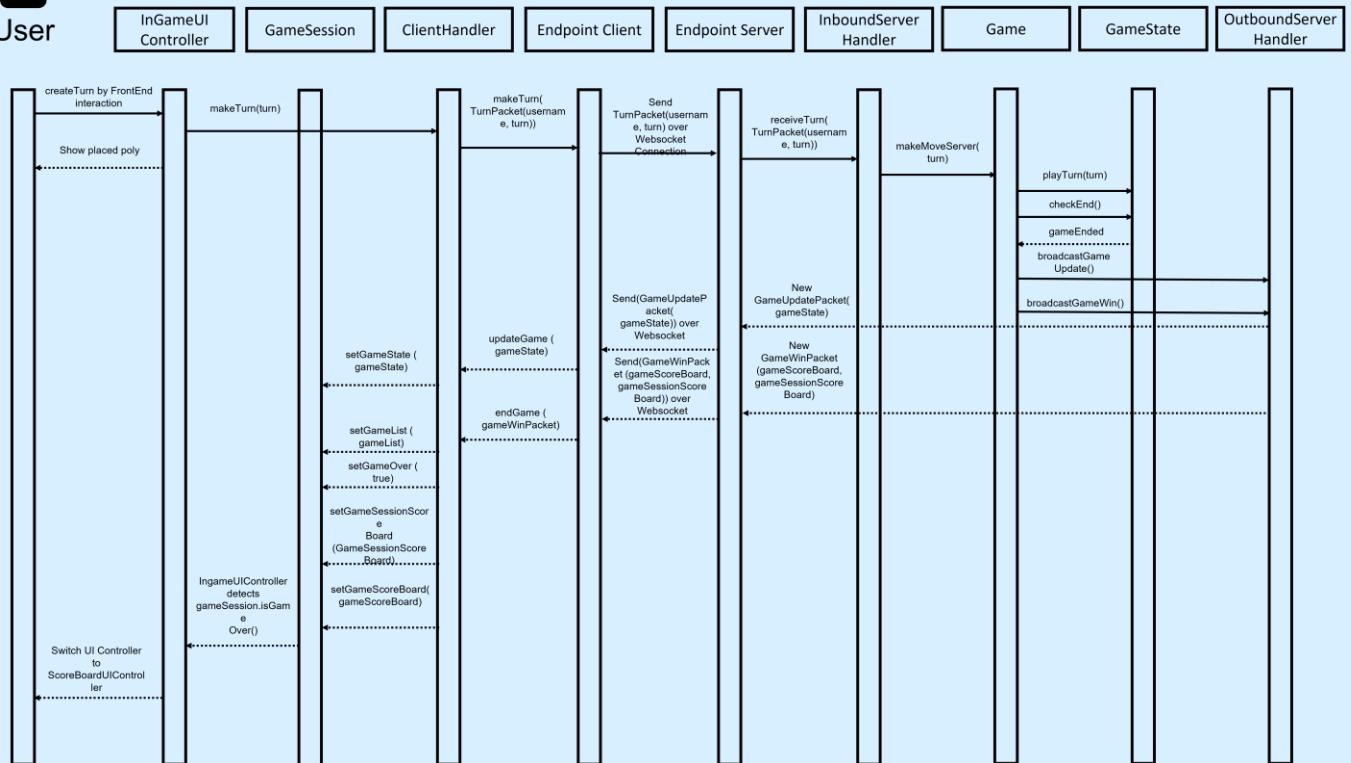 User
InGameUI
Controller
GameSession
ClientHandler
Endpoint Client
Endpoint Server
InboundServer
Handler
Game
GameState
OutboundServer
Handler
createTurn by FrontEnd
interaction
makeTurn(turn)
makeTurn(
TurnPacket(usernam
e, turn))
Send
TurnPacket(usernam
e, turn) over
Websocket
Connection
receiveTurn(
TurnPacket(usernam
e, turn))
makeMoveServer(
turn)
Show placed poly
playTurn(turn)
checkEnd()
gameEnded
broadcastGame
Update()
broadcastGameWin()
New
GameUpdatePacket(
gameState)
Send(GameUpdateP
acket(
gameState)) over
Websocket
updateGame (
gameState)
setGameState (
gameState)
New
GameWinPacket
(gameScoreBoard,
gameSessionScore
Board)
Send(GameWinPack
et (gameScoreBoard,
gameSessionScore
Board)) over
Websocket
endGame (
gameWinPacket)
setGameList (
gameList)
setGameOver (
true)
setGameSessionScor
e
Board
(GameSessionScore
Board)
setGameScoreBoard(
gameScoreBoard)
IngameUIController
detects
gameSession.isGam
e
Over()
Switch UI Controller
to
ScoreBoardUIControl
ler